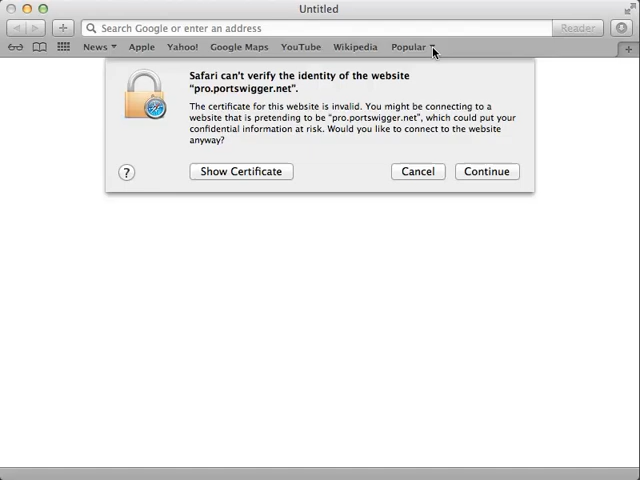 Untitled
Search Google or enter an address
Reader
News Apple Yahoo! Google Maps YouTube Wikipedia Popular
Safari can't verify the identity of the website
“pro.portswigger.net”.
The certificate for this website is invalid. You might be connecting to a
website that is pretending to be “pro.portswigger.net”, which could put your
confidential information at risk. Would you like to connect to the website
anyway?
? Show Certificate Cancel Continue